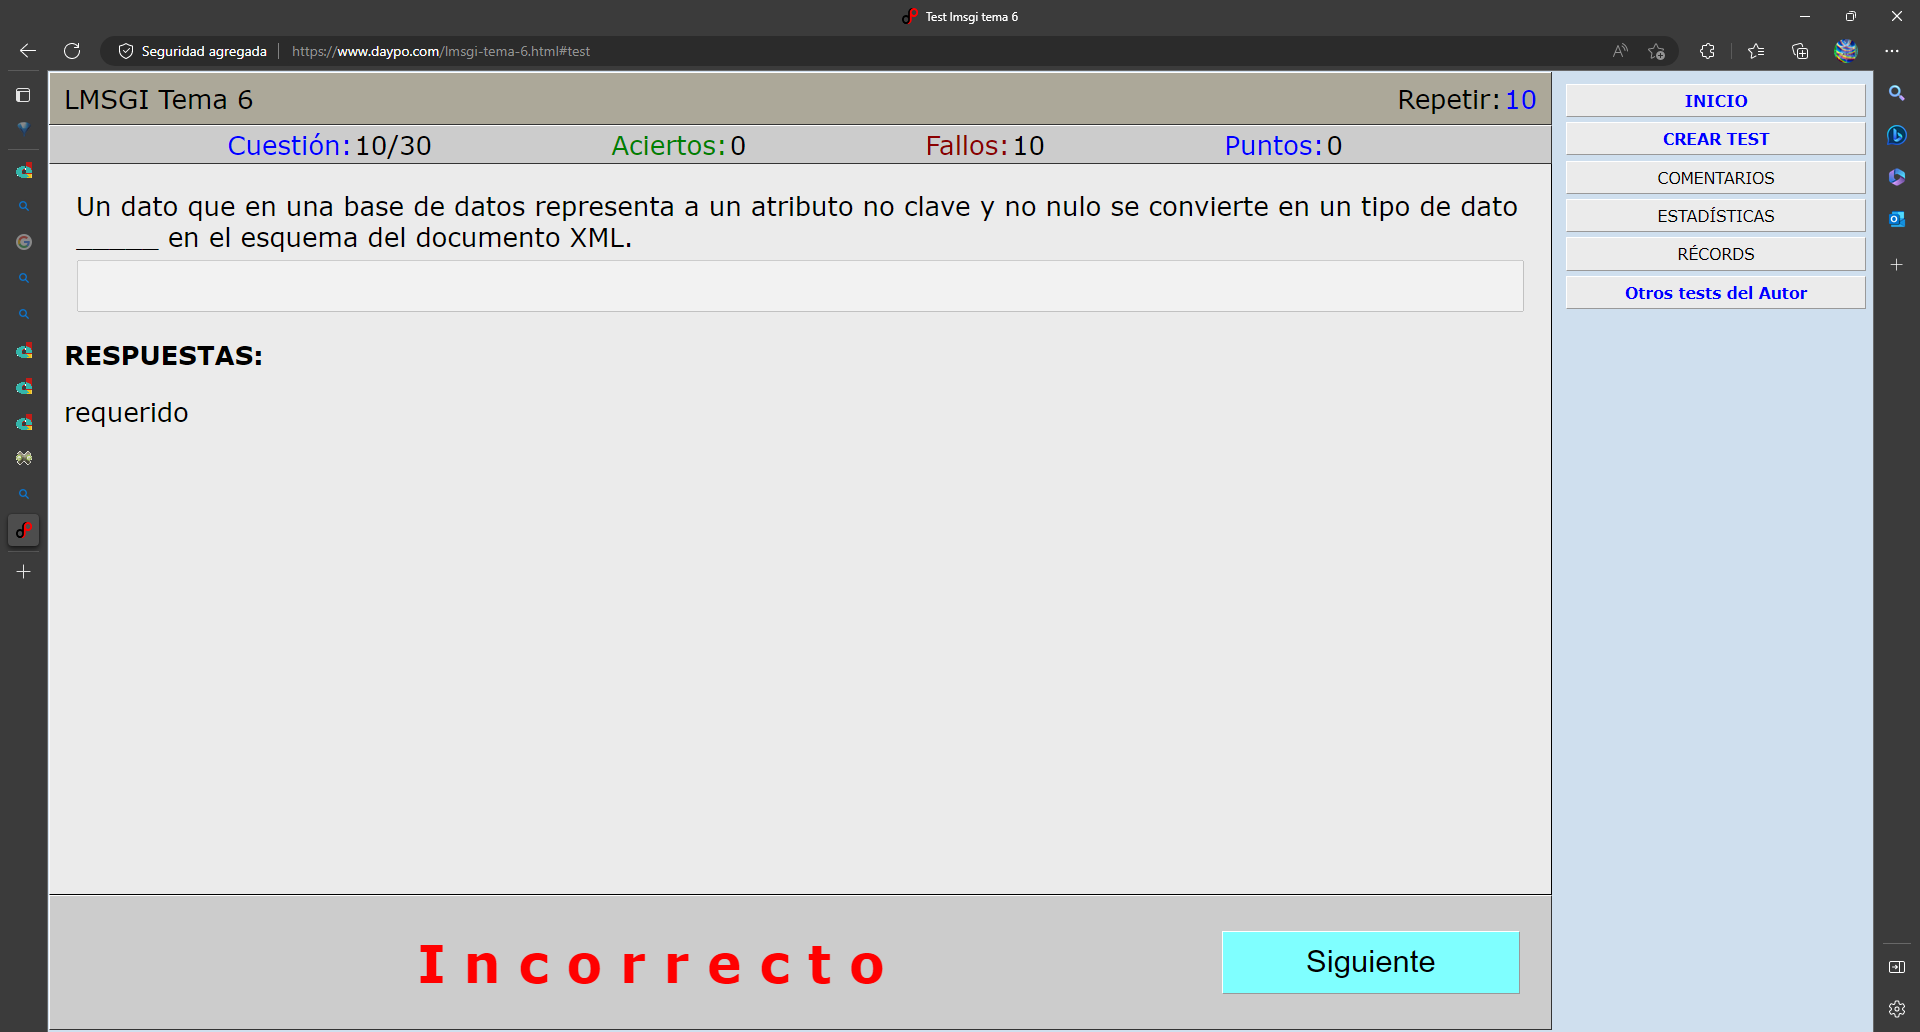 Test lmsgi tema 6
Seguridad agregada
https://www.daypo.com/lmsgi-tema-6.html#test
LMSGI Tema 6
Repetir: 10
Cuestión: 10/30
Aciertos: 0
Fallos: 10
Puntos: 0
Un dato que en una base de datos representa a un atributo no clave y no nulo se convierte en un tipo de dato
______ en el esquema del documento XML.
RESPUESTAS:
requerido
Incorrecto
Siguiente
INICIO
CREAR TEST
COMENTARIOS
ESTADÍSTICAS
RÉCORDS
Otros tests del Autor